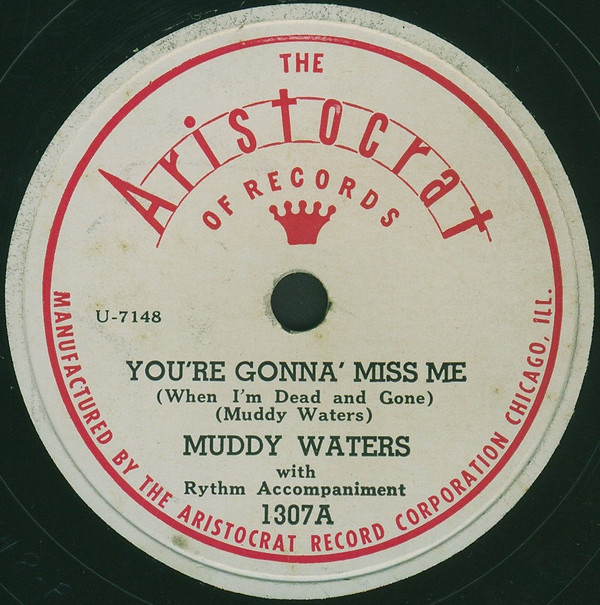 THE
Aristocrat
OF RECORDS
U-7148
YOU'RE GONNA' MISS ME
(When I'm Dead and Gone)
(Muddy Waters)
MUDDY WATERS
with
Rythm Accompaniment
1307A
MANUFACTURED BY THE ARISTOCRAT RECORD CORPORATION CHICAGO, ILL.